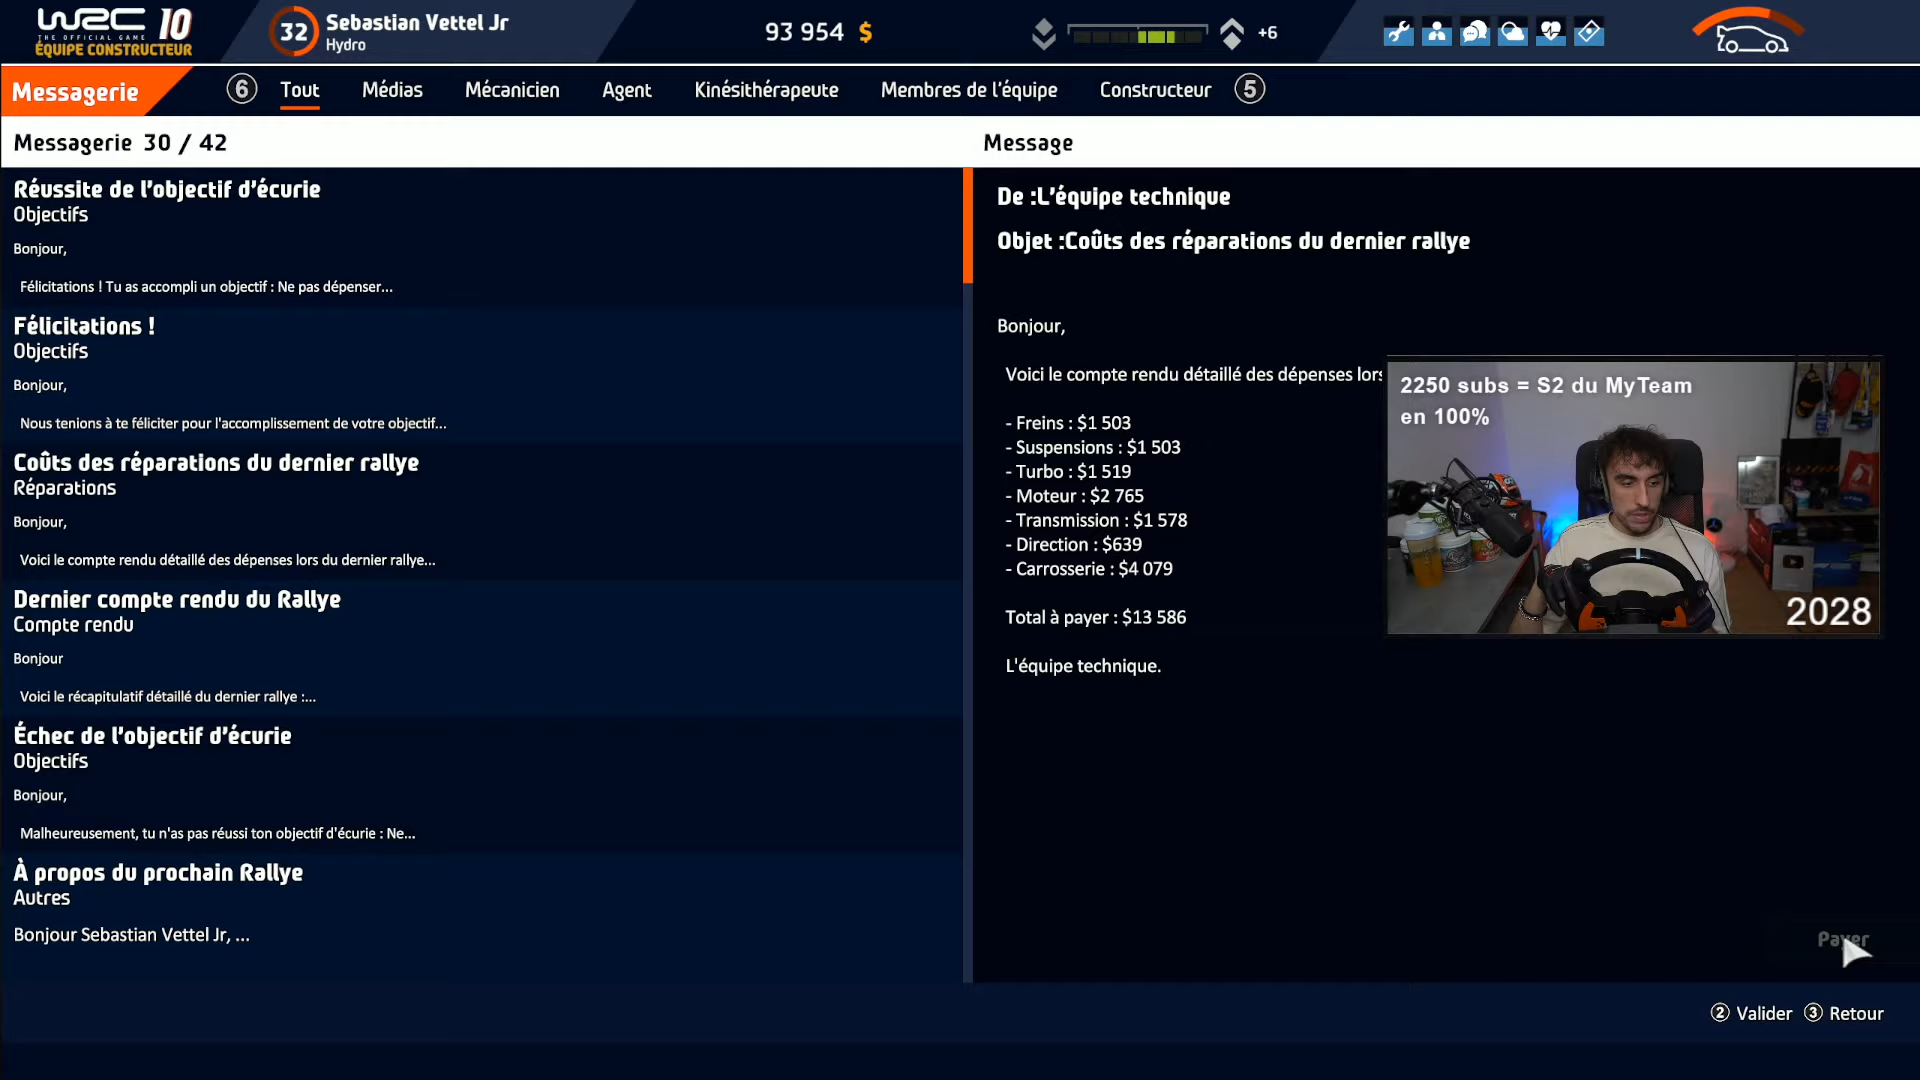 WRC 10
THE OFFICIAL GAME
ÉQUIPE CONSTRUCTEUR
32
Sebastian Vettel Jr
Hydro
93 954 $
+6
Messagerie
6 Tout Médias Mécanicien Agent Kinésithérapeute Membres de l'équipe Constructeur 5
Messagerie 30 / 42
Réussite de l'objectif d'écurie
Objectifs
Bonjour,
Félicitations ! Tu as accompli un objectif : Ne pas dépenser...
Félicitations !
Objectifs
Bonjour,
Nous tenions à te féliciter pour l'accomplissement de votre objectif...
Coûts des réparations du dernier rallye
Réparations
Bonjour,
Voici le compte rendu détaillé des dépenses lors du dernier rallye...
Dernier compte rendu du Rallye
Compte rendu
Bonjour
Voici le récapitulatif détaillé du dernier rallye :...
Échec de l'objectif d'écurie
Objectifs
Bonjour,
Malheureusement, tu n'as pas réussi ton objectif d'écurie : Ne...
À propos du prochain Rallye
Autres
Bonjour Sebastian Vettel Jr, ...
Message
De :L'équipe technique
Objet :Coûts des réparations du dernier rallye
Bonjour,
Voici le compte rendu détaillé des dépenses lors
- Freins : $1 503
- Suspensions : $1 503
- Turbo : $1 519
- Moteur : $2 765
- Transmission : $1 578
- Direction : $639
- Carrosserie : $4 079
Total à payer : $13 586
L'équipe technique.
2250 subs = S2 du MyTeam
en 100%
2028
Payer
2 Valider 3 Retour